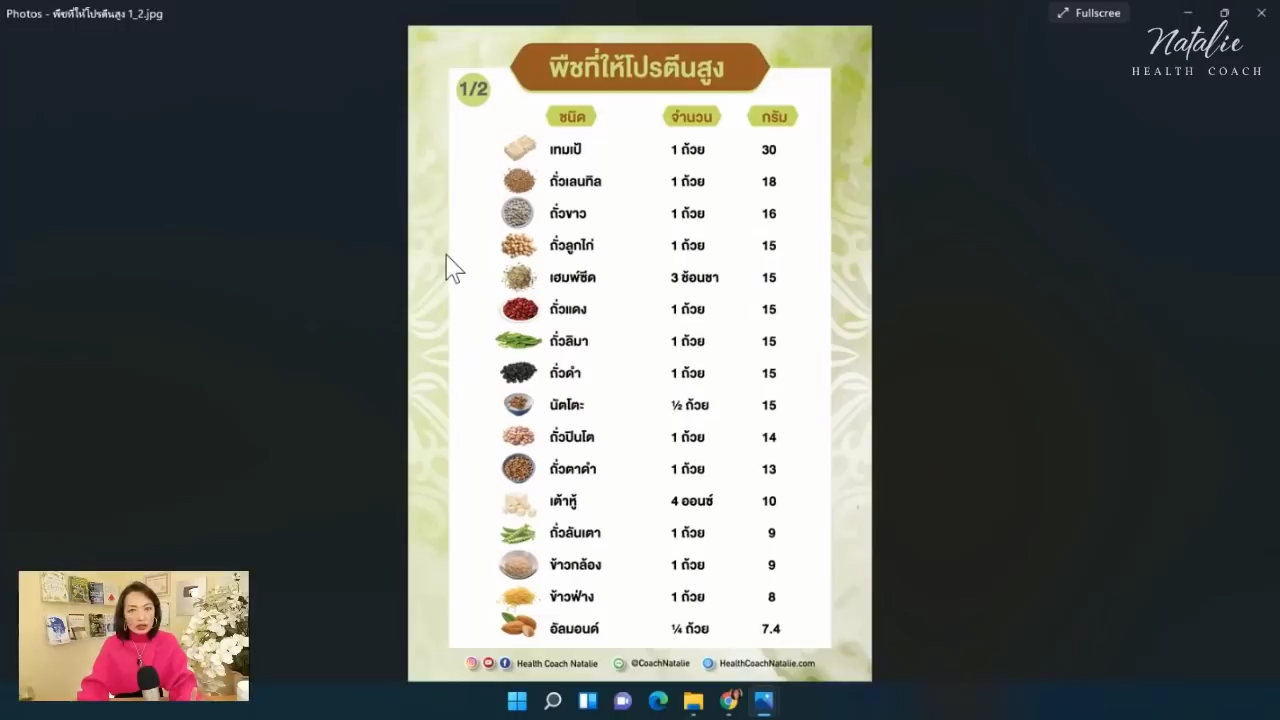 Photos - พืชที่ให้โปรตีนสูง 1_2.jpg
Fullscree
Natalie
HEALTH COACH
พืชที่ให้โปรตีนสูง
1/2
ชนิด จำนวน กรัม
เทมเป้ 1 ถ้วย 30
ถั่วเลนทิล 1 ถ้วย 18
ถั่วขาว 1 ถ้วย 16
ถั่วลูกไก่ 1 ถ้วย 15
เฮมพ์ซีด 3 ช้อนชา 15
ถั่วแดง 1 ถ้วย 15
ถั่วลิมา 1 ถ้วย 15
ถั่วดำ 1 ถ้วย 15
นัตโตะ ½ ถ้วย 15
ถั่วปินโต 1 ถ้วย 14
ถั่วตาดำ 1 ถ้วย 13
เต้าหู้ 4 ออนซ์ 10
ถั่วลันเตา 1 ถ้วย 9
ข้าวกล้อง 1 ถ้วย 9
ข้าวฟ่าง 1 ถ้วย 8
อัลมอนด์ ¼ ถ้วย 7.4
Health Coach Natalie @CoachNatalie HealthCoachNatalie.com